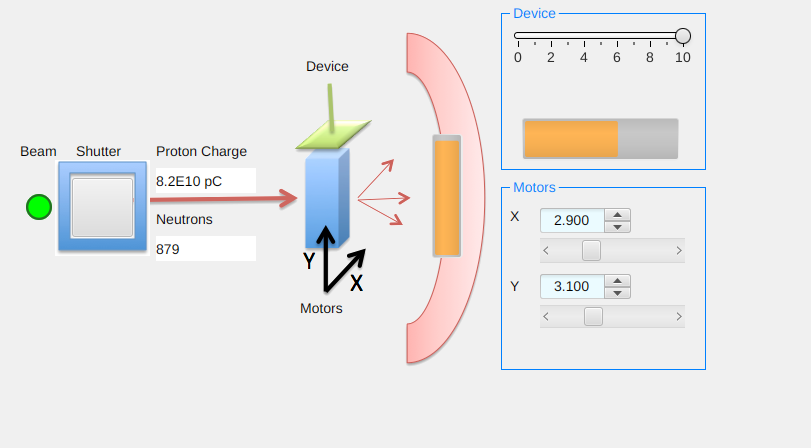 Device
0 2 4 6 8 10
Device
Beam Shutter Proton Charge
8.2E10 pC
Neutrons
879
Y
X
Motors
Motors
X 2.900
Y 3.100